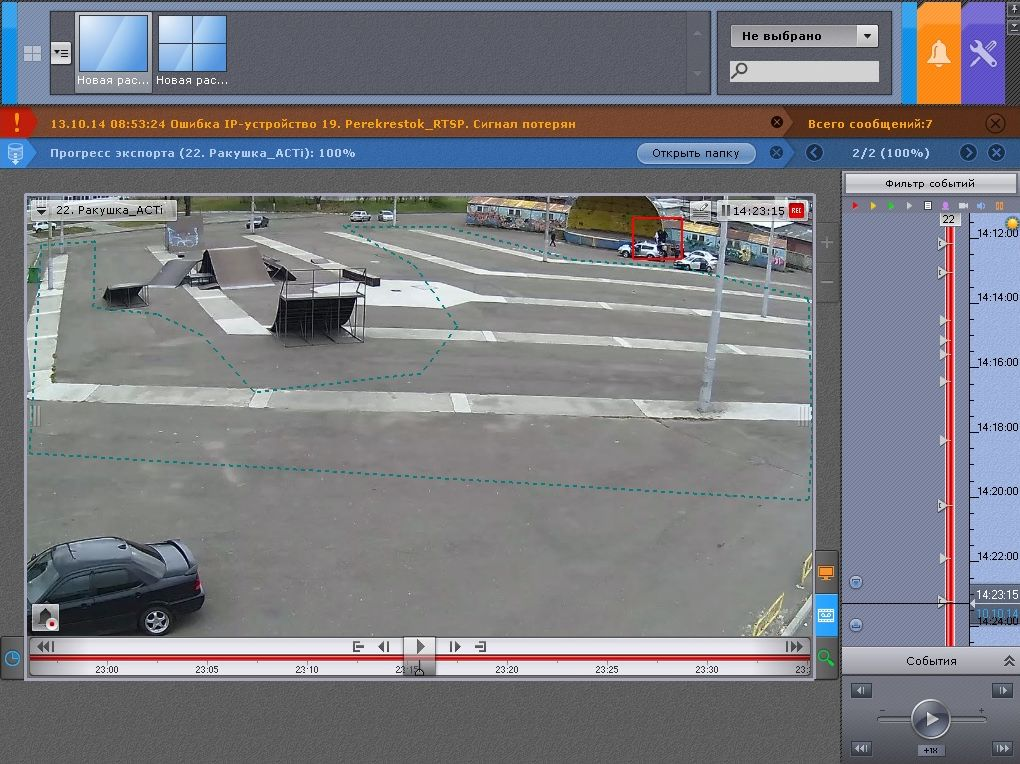 Не выбрано
Новая рас...
Новая рас...
13.10.14 08:53:24 Ошибка IP-устройство 19. Perekrestok_RTSP. Сигнал потерян
Всего сообщений:7
Прогресс экспорта (22. Ракушка_ACTi): 100%
Открыть папку
2/2 (100%)
Фильтр событий
22. Ракушка_ACTi
14:23:15
REC
22
14:12:00
14:14:00
14:16:00
14:18:00
14:20:00
14:22:00
14:23:15
10.10.14
14:24:00
23:00
23:05
23:10
23:15
23:20
23:25
23:30
23:
События
- +
+1X